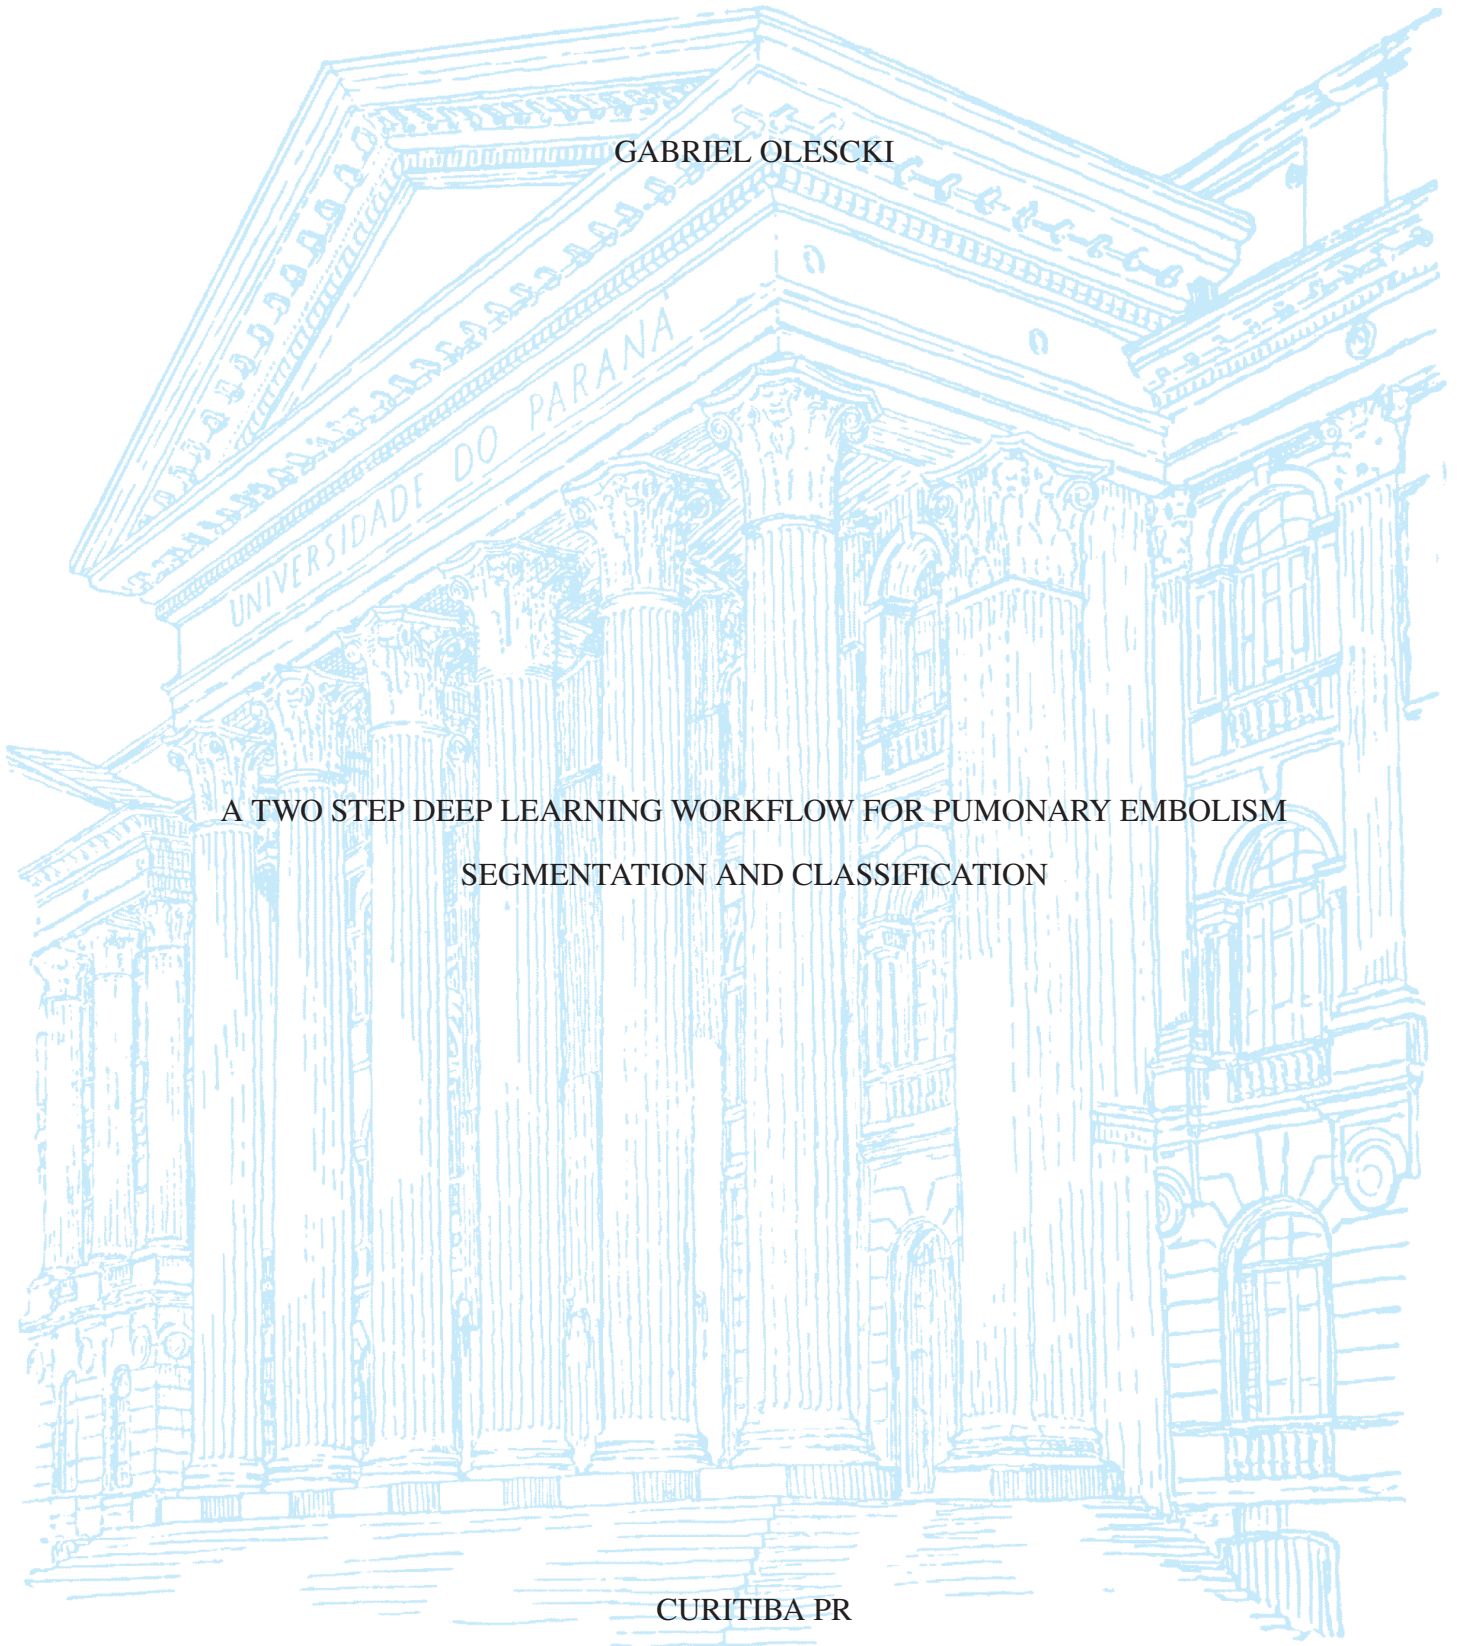 GABRIEL OLESCKI
UNIVERSIDADE DO PARANÁ
A TWO STEP DEEP LEARNING WORKFLOW FOR PUMONARY EMBOLISM
SEGMENTATION AND CLASSIFICATION
CURITIBA PR